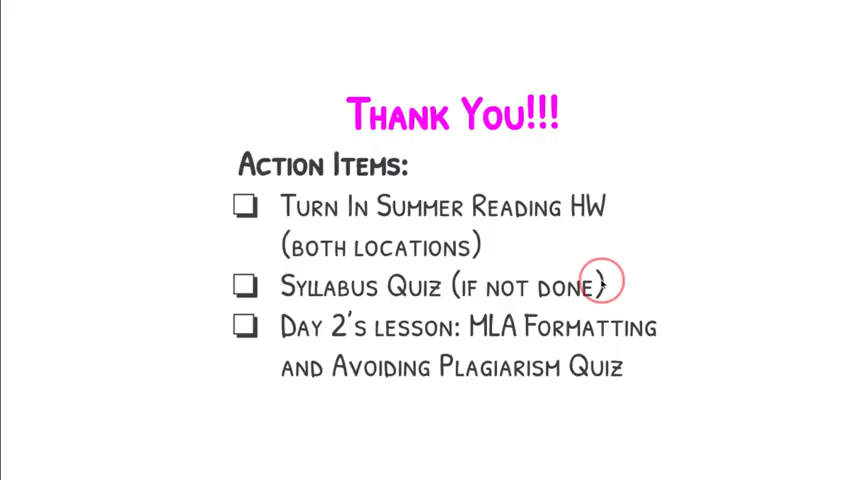 Thank You!!!
Action Items:
Turn In Summer Reading HW
(both locations)
Syllabus Quiz (if not done)
Day 2's lesson: MLA Formatting
and Avoiding Plagiarism Quiz